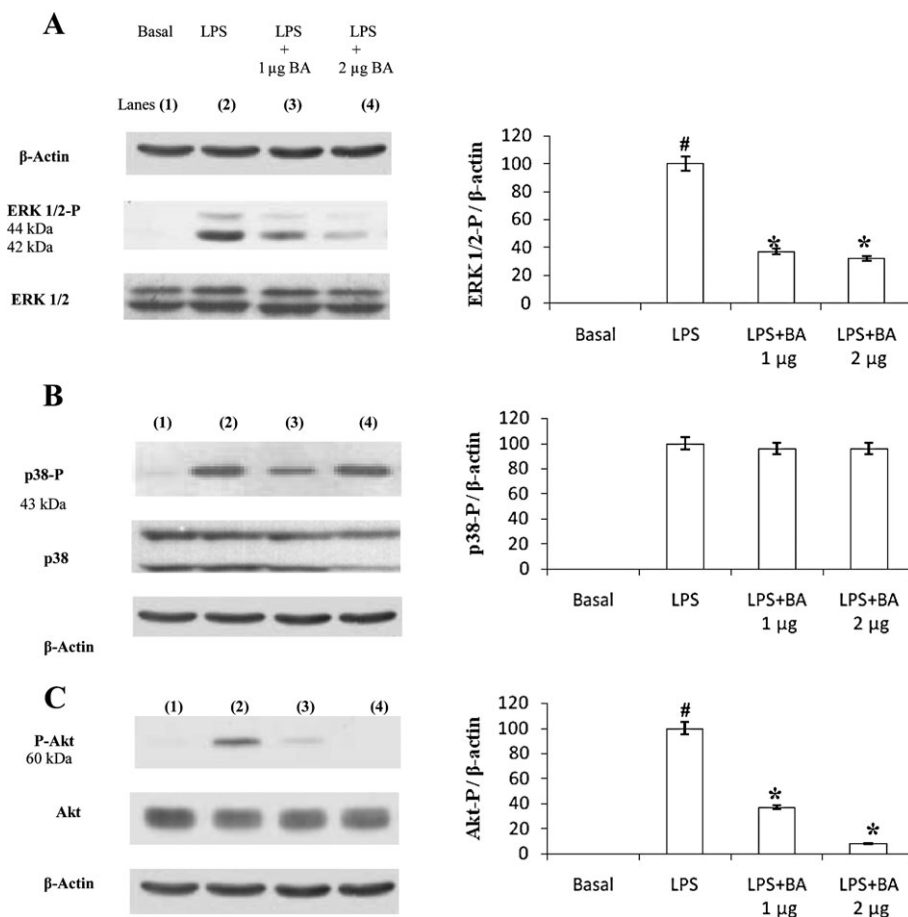 A
Basal LPS LPS LPS
+ +
1 µg BA 2 µg BA
Lanes (1) (2) (3) (4)
β-Actin
ERK 1/2-P
44 kDa
42 kDa
ERK 1/2
ERK 1/2-P / β-actin
120
100
80
60
40
20
0
#
*
*
Basal LPS LPS+BA LPS+BA
1 µg 2 µg
B
(1) (2) (3) (4)
p38-P
43 kDa
p38
β-Actin
p38-P / β-actin
120
100
80
60
40
20
0
Basal LPS LPS+BA LPS+BA
1 µg 2 µg
C
(1) (2) (3) (4)
P-Akt
60 kDa
Akt
β-Actin
Akt-P / β-actin
120
100
80
60
40
20
0
#
*
*
Basal LPS LPS+BA LPS+BA
1 µg 2 µg